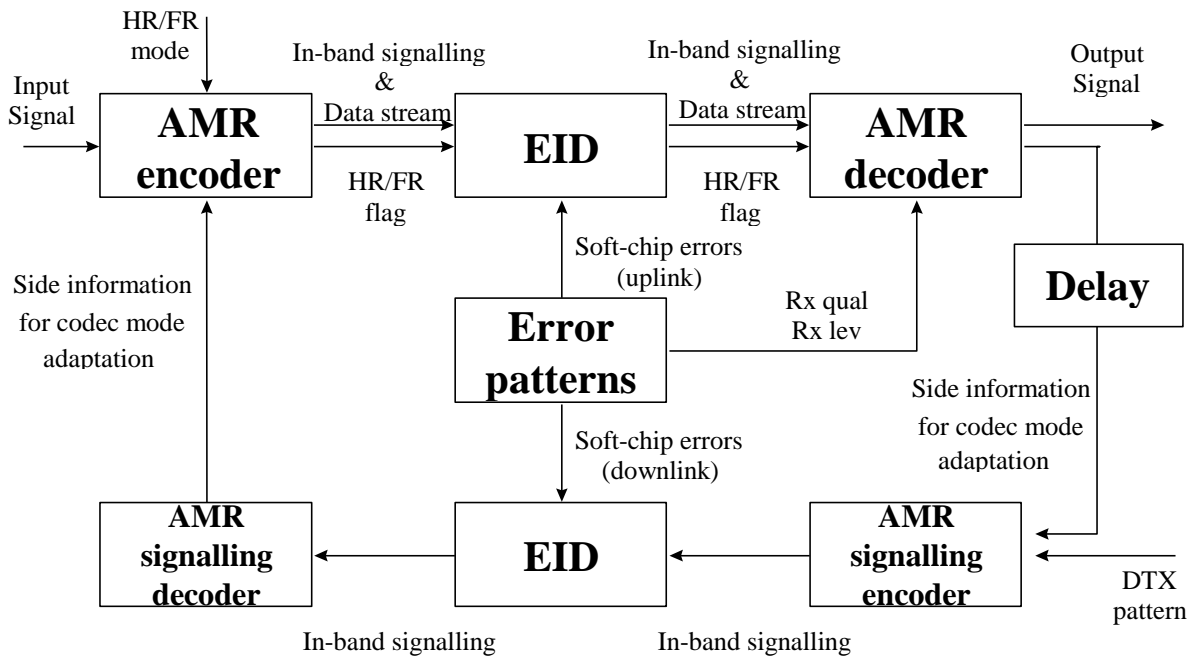 HR/FR
mode
In-band signalling
&
Data stream
In-band signalling
&
Data stream
Output
Signal
Input
Signal
AMR
encoder
EID
AMR
decoder
HR/FR
flag
HR/FR
flag
Soft-chip errors
(uplink)
Side information
for codec mode
adaptation
Delay
Error
patterns
Rx qual
Rx lev
Side information
for codec mode
adaptation
Soft-chip errors
(downlink)
AMR
signalling
decoder
EID
AMR
signalling
encoder
DTX
pattern
In-band signalling
In-band signalling